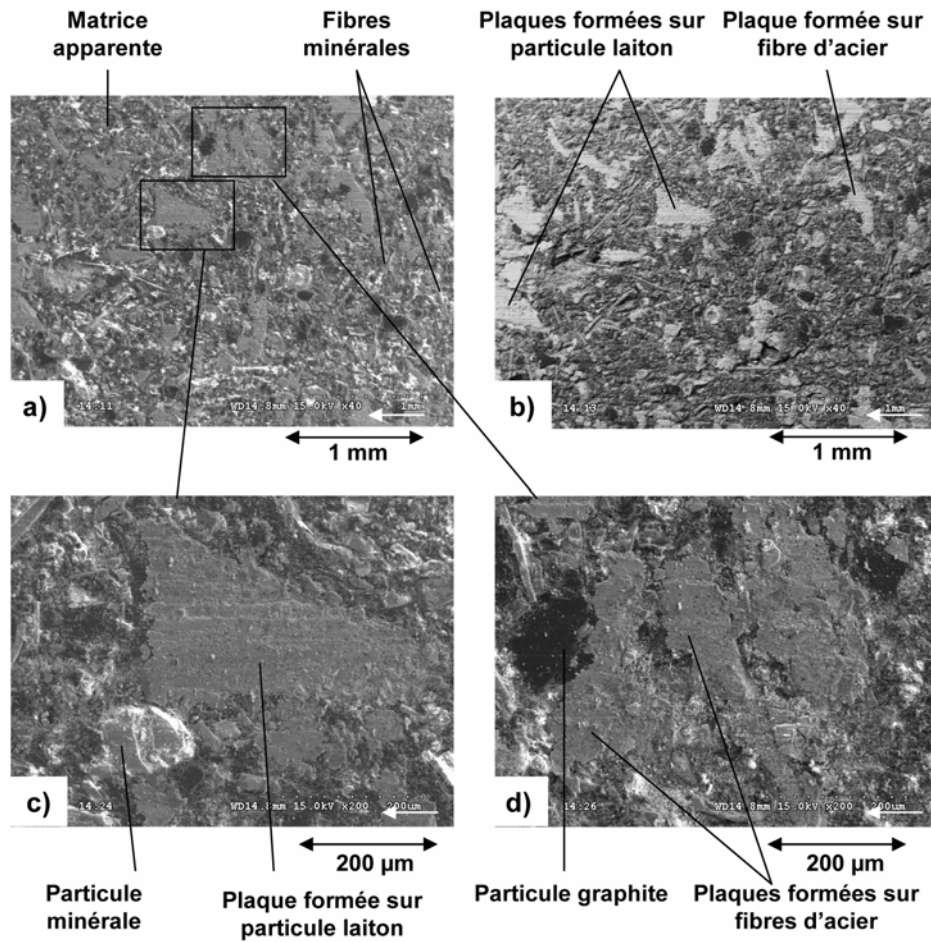 Matrice
apparente
Fibres
minérales
Plaques formées sur
particule laiton
Plaque formée sur
fibre d’acier
a)
14.11 WD14.8mm 15.0kV x40 1mm
1 mm
b)
14.13 WD14.8mm 15.0kV x40 1mm
1 mm
c)
14.24 WD14.8mm 15.0kV x200 200um
200 µm
d)
14.26 WD14.8mm 15.0kV x200 200um
200 µm
Particule
minérale
Plaque formée sur
particule laiton
Particule graphite
Plaques formées sur
fibres d’acier